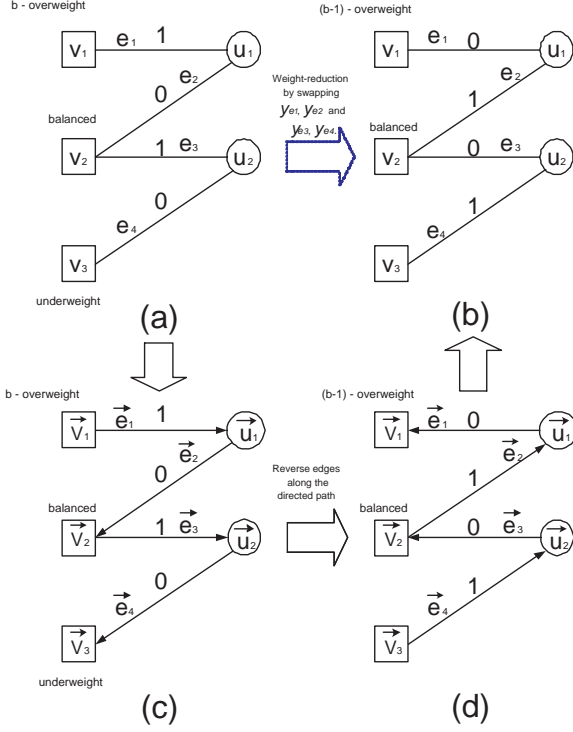 b - overweight
v1
e1 1
u1
e2
0
balanced
v2
1 e3
u2
0
e4
v3
underweight
(a)
Weight-reduction
by swapping
ye1, ye2 and
ye3, ye4.
(b-1) - overweight
v1
e1 0
u1
e2
1
balanced
v2
0 e3
u2
1
e4
v3
(b)
b - overweight
v1
e1 1
u1
e2
0
balanced
v2
1 e3
u2
0
e4
v3
underweight
(c)
Reverse edges
along the
directed path
(b-1) - overweight
v1
e1 0
u1
e2
1
balanced
v2
0 e3
u2
1
e4
v3
(d)